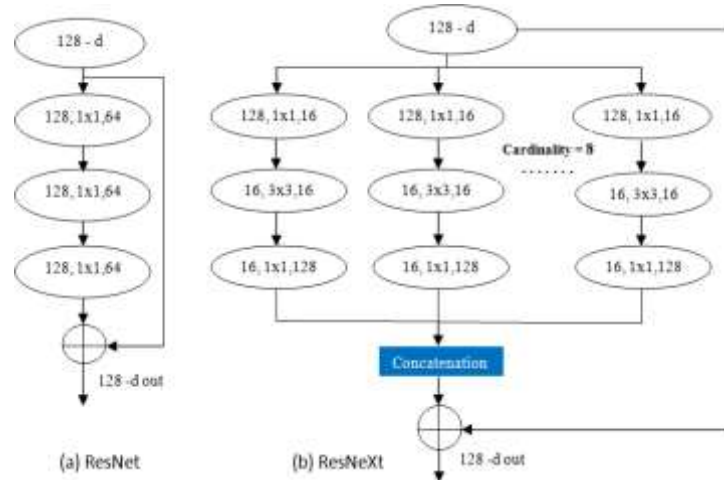 128 - d
128, 1x1,64
128, 1x1,64
128, 1x1,64
128 -d out
(a) ResNet
128 - d
128, 1x1,16
128, 1x1,16
128, 1x1,16
Cardinality = 8
. . . . . . .
16, 3x3,16
16, 3x3,16
16, 3x3,16
16, 1x1,128
16, 1x1,128
16, 1x1,128
Concatenation
128 -d out
(b) ResNeXt